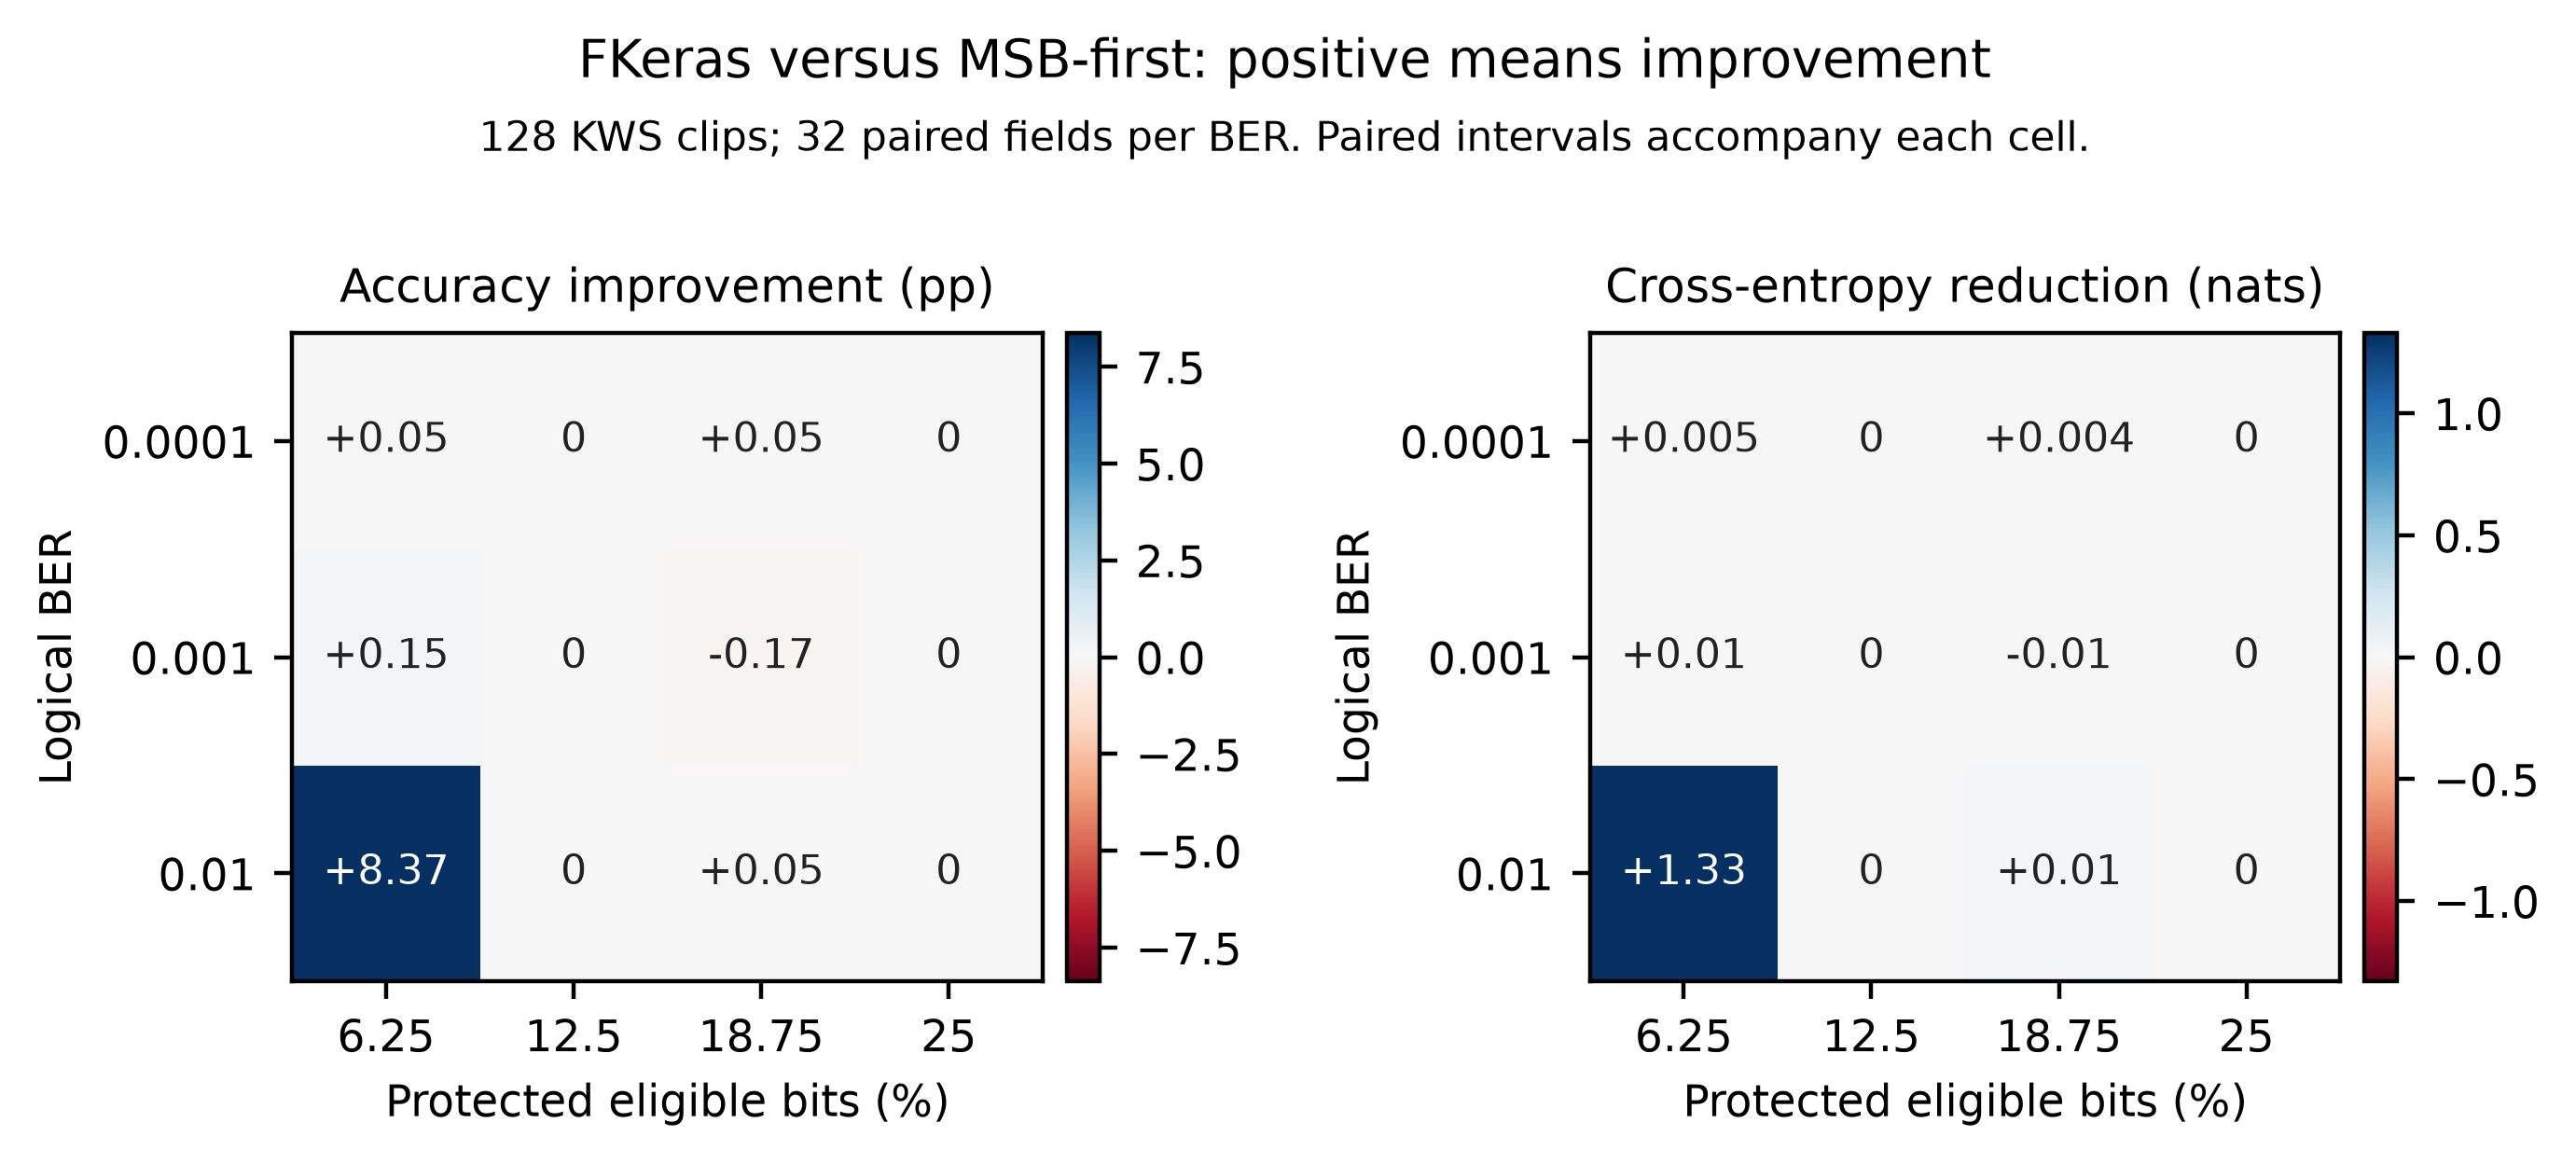 FKeras versus MSB-first: positive means improvement
128 KWS clips; 32 paired fields per BER. Paired intervals accompany each cell.
Accuracy improvement (pp)
Logical BER
0.0001
+0.05 0 +0.05 0
0.001
+0.15 0 -0.17 0
0.01
+8.37 0 +0.05 0
6.25 12.5 18.75 25
Protected eligible bits (%)
7.5
5.0
2.5
0.0
−2.5
−5.0
−7.5
Cross-entropy reduction (nats)
Logical BER
0.0001
+0.005 0 +0.004 0
0.001
+0.01 0 -0.01 0
0.01
+1.33 0 +0.01 0
6.25 12.5 18.75 25
Protected eligible bits (%)
1.0
0.5
0.0
−0.5
−1.0